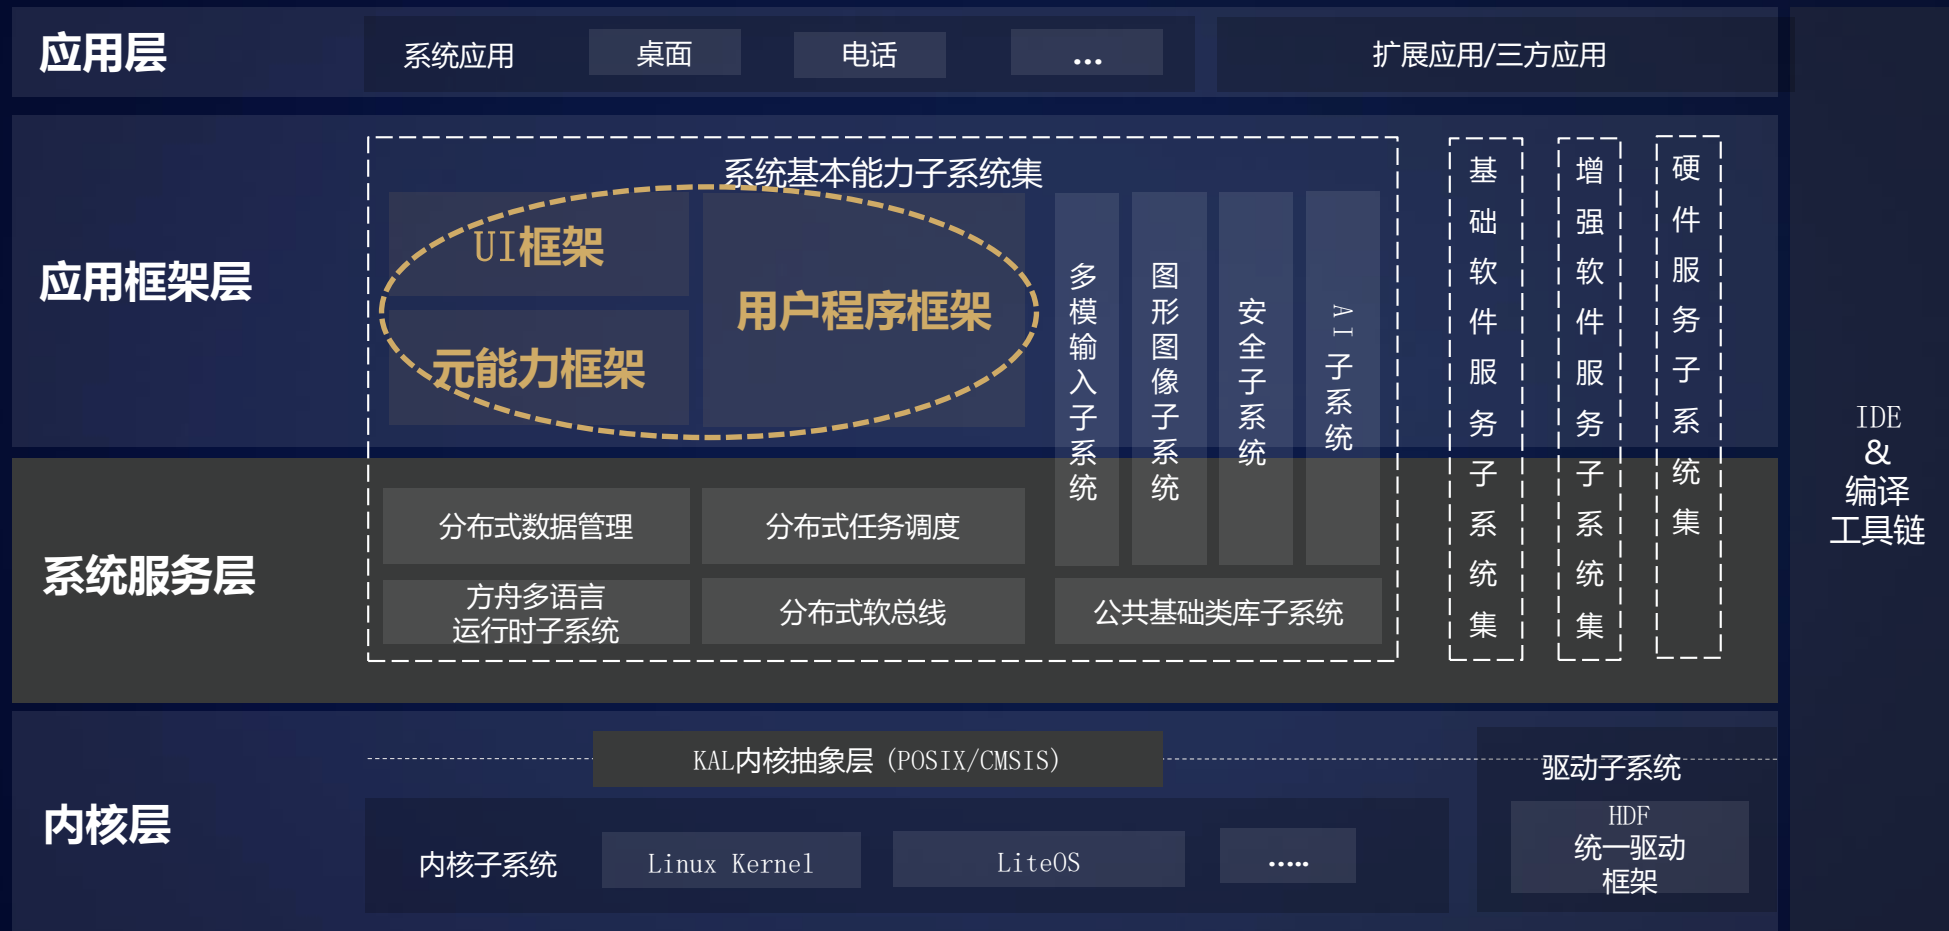 应用层
系统应用
桌面
电话
...
扩展应用/三方应用
应用框架层
系统基本能力子系统集
UI框架
元能力框架
用户程序框架
多模输入子系统
图形图像子系统
安全子系统
AI子系统
基础软件服务子系统集
增强软件服务子系统集
硬件服务子系统集
系统服务层
分布式数据管理
分布式任务调度
方舟多语言
运行时子系统
分布式软总线
公共基础类库子系统
内核层
KAL内核抽象层（POSIX/CMSIS）
内核子系统
Linux Kernel
LiteOS
.....
驱动子系统
HDF
统一驱动
框架
IDE
&
编译
工具链